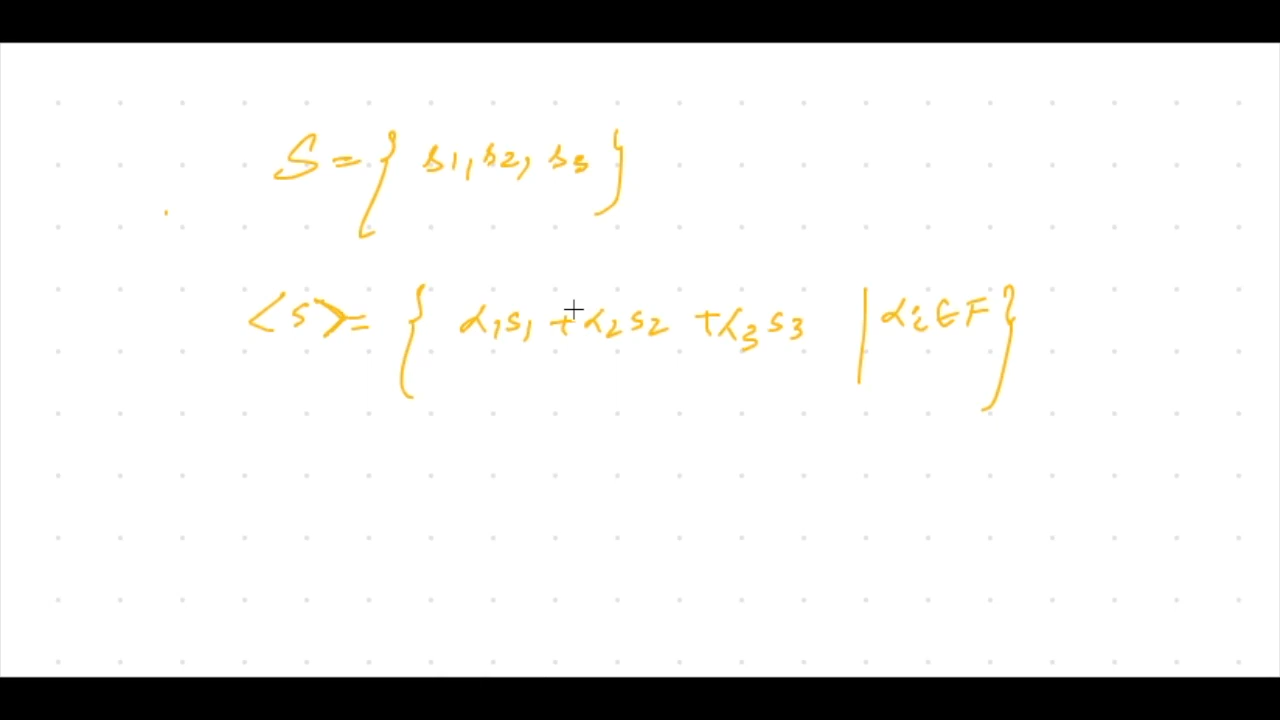 S = { s1, s2, s3 }
<s> = { α₁s₁ + α₂s₂ + α₃s₃ | αᵢ ∈ F }